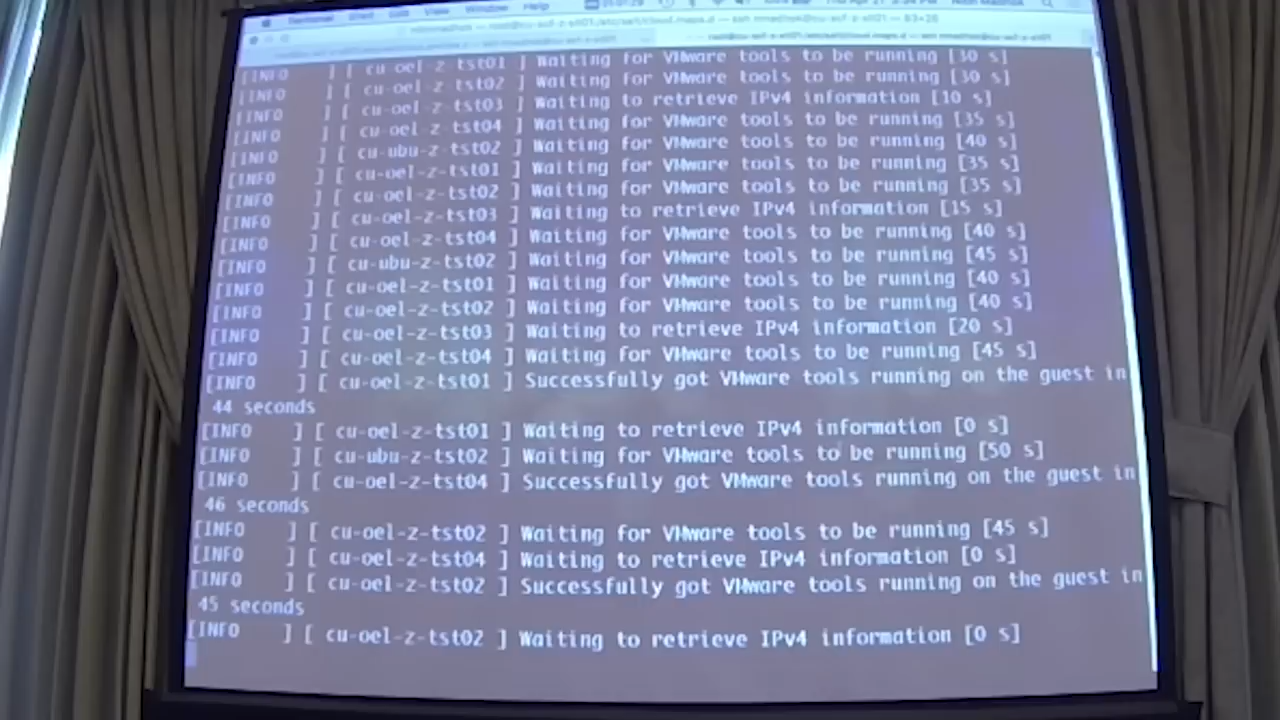 Terminal Shell Edit View Window Help
[INFO ] [ cu-oel-z-tst01 ] Waiting for VMware tools to be running [30 s]
[INFO ] [ cu-oel-z-tst02 ] Waiting for VMware tools to be running [30 s]
[INFO ] [ cu-oel-z-tst03 ] Waiting to retrieve IPv4 information [10 s]
[INFO ] [ cu-oel-z-tst04 ] Waiting for VMware tools to be running [35 s]
[INFO ] [ cu-ubu-z-tst02 ] Waiting for VMware tools to be running [40 s]
[INFO ] [ cu-oel-z-tst01 ] Waiting for VMware tools to be running [35 s]
[INFO ] [ cu-oel-z-tst02 ] Waiting for VMware tools to be running [35 s]
[INFO ] [ cu-oel-z-tst03 ] Waiting to retrieve IPv4 information [15 s]
[INFO ] [ cu-oel-z-tst04 ] Waiting for VMware tools to be running [40 s]
[INFO ] [ cu-ubu-z-tst02 ] Waiting for VMware tools to be running [45 s]
[INFO ] [ cu-oel-z-tst01 ] Waiting for VMware tools to be running [40 s]
[INFO ] [ cu-oel-z-tst02 ] Waiting for VMware tools to be running [40 s]
[INFO ] [ cu-oel-z-tst03 ] Waiting to retrieve IPv4 information [20 s]
[INFO ] [ cu-oel-z-tst04 ] Waiting for VMware tools to be running [45 s]
[INFO ] [ cu-oel-z-tst01 ] Successfully got VMware tools running on the guest in
44 seconds
[INFO ] [ cu-oel-z-tst01 ] Waiting to retrieve IPv4 information [0 s]
[INFO ] [ cu-ubu-z-tst02 ] Waiting for VMware tools to be running [50 s]
[INFO ] [ cu-oel-z-tst04 ] Successfully got VMware tools running on the guest in
46 seconds
[INFO ] [ cu-oel-z-tst02 ] Waiting for VMware tools to be running [45 s]
[INFO ] [ cu-oel-z-tst04 ] Waiting to retrieve IPv4 information [0 s]
[INFO ] [ cu-oel-z-tst02 ] Successfully got VMware tools running on the guest in
45 seconds
[INFO ] [ cu-oel-z-tst02 ] Waiting to retrieve IPv4 information [0 s]